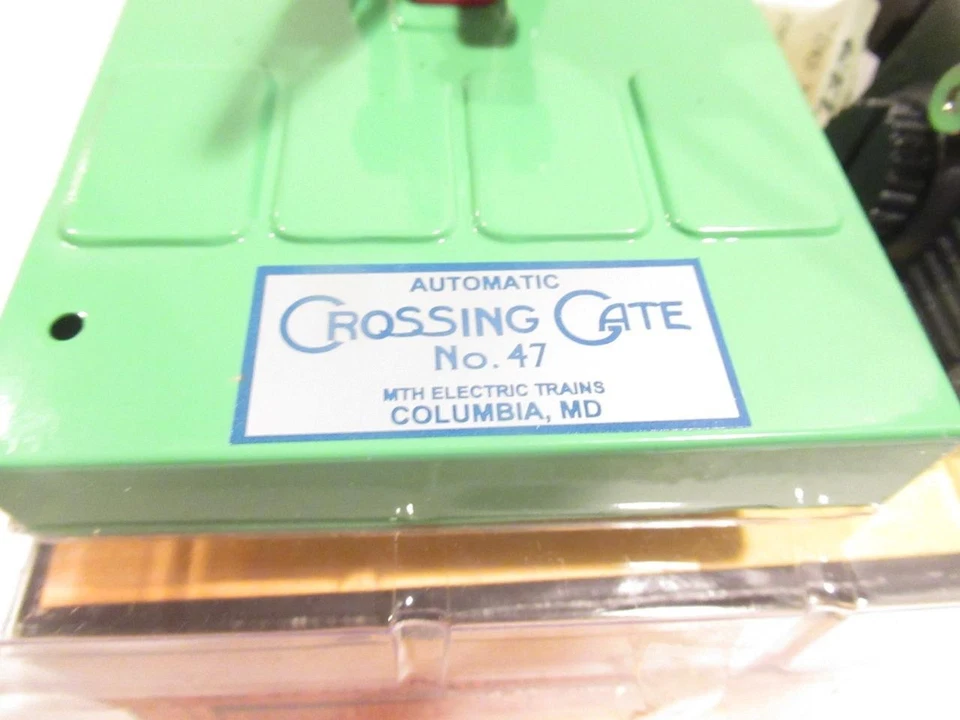 AUTOMATIC
CROSSING GATE
No. 47
MTH ELECTRIC TRAINS
COLUMBIA, MD